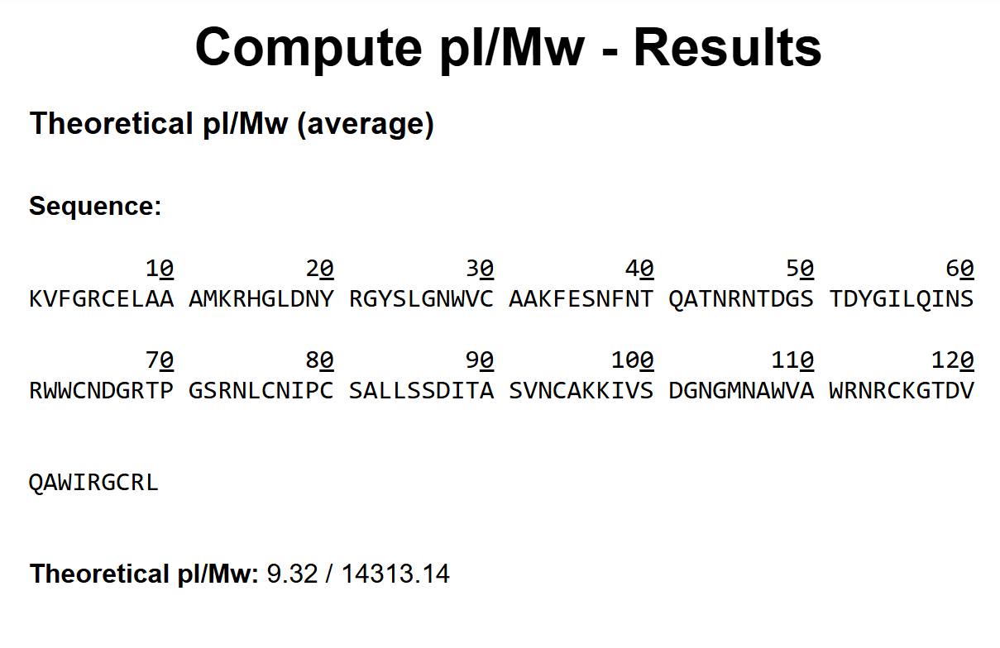 Compute pI/Mw - Results
Theoretical pI/Mw (average)
Sequence:
10 20 30 40 50 60
KVFGRCELAA AMKRHGLDNY RGYSLGNWVC AAKFESNFNT QATNRNTDGS TDYGILQINS
70 80 90 100 110 120
RWWCNDGRTP GSRNLCNIPC SALLSSDITA SVNCAKKIVS DGNGMNAWVA WRNRCKGTDV
QAWIRGCRL
Theoretical pI/Mw: 9.32 / 14313.14